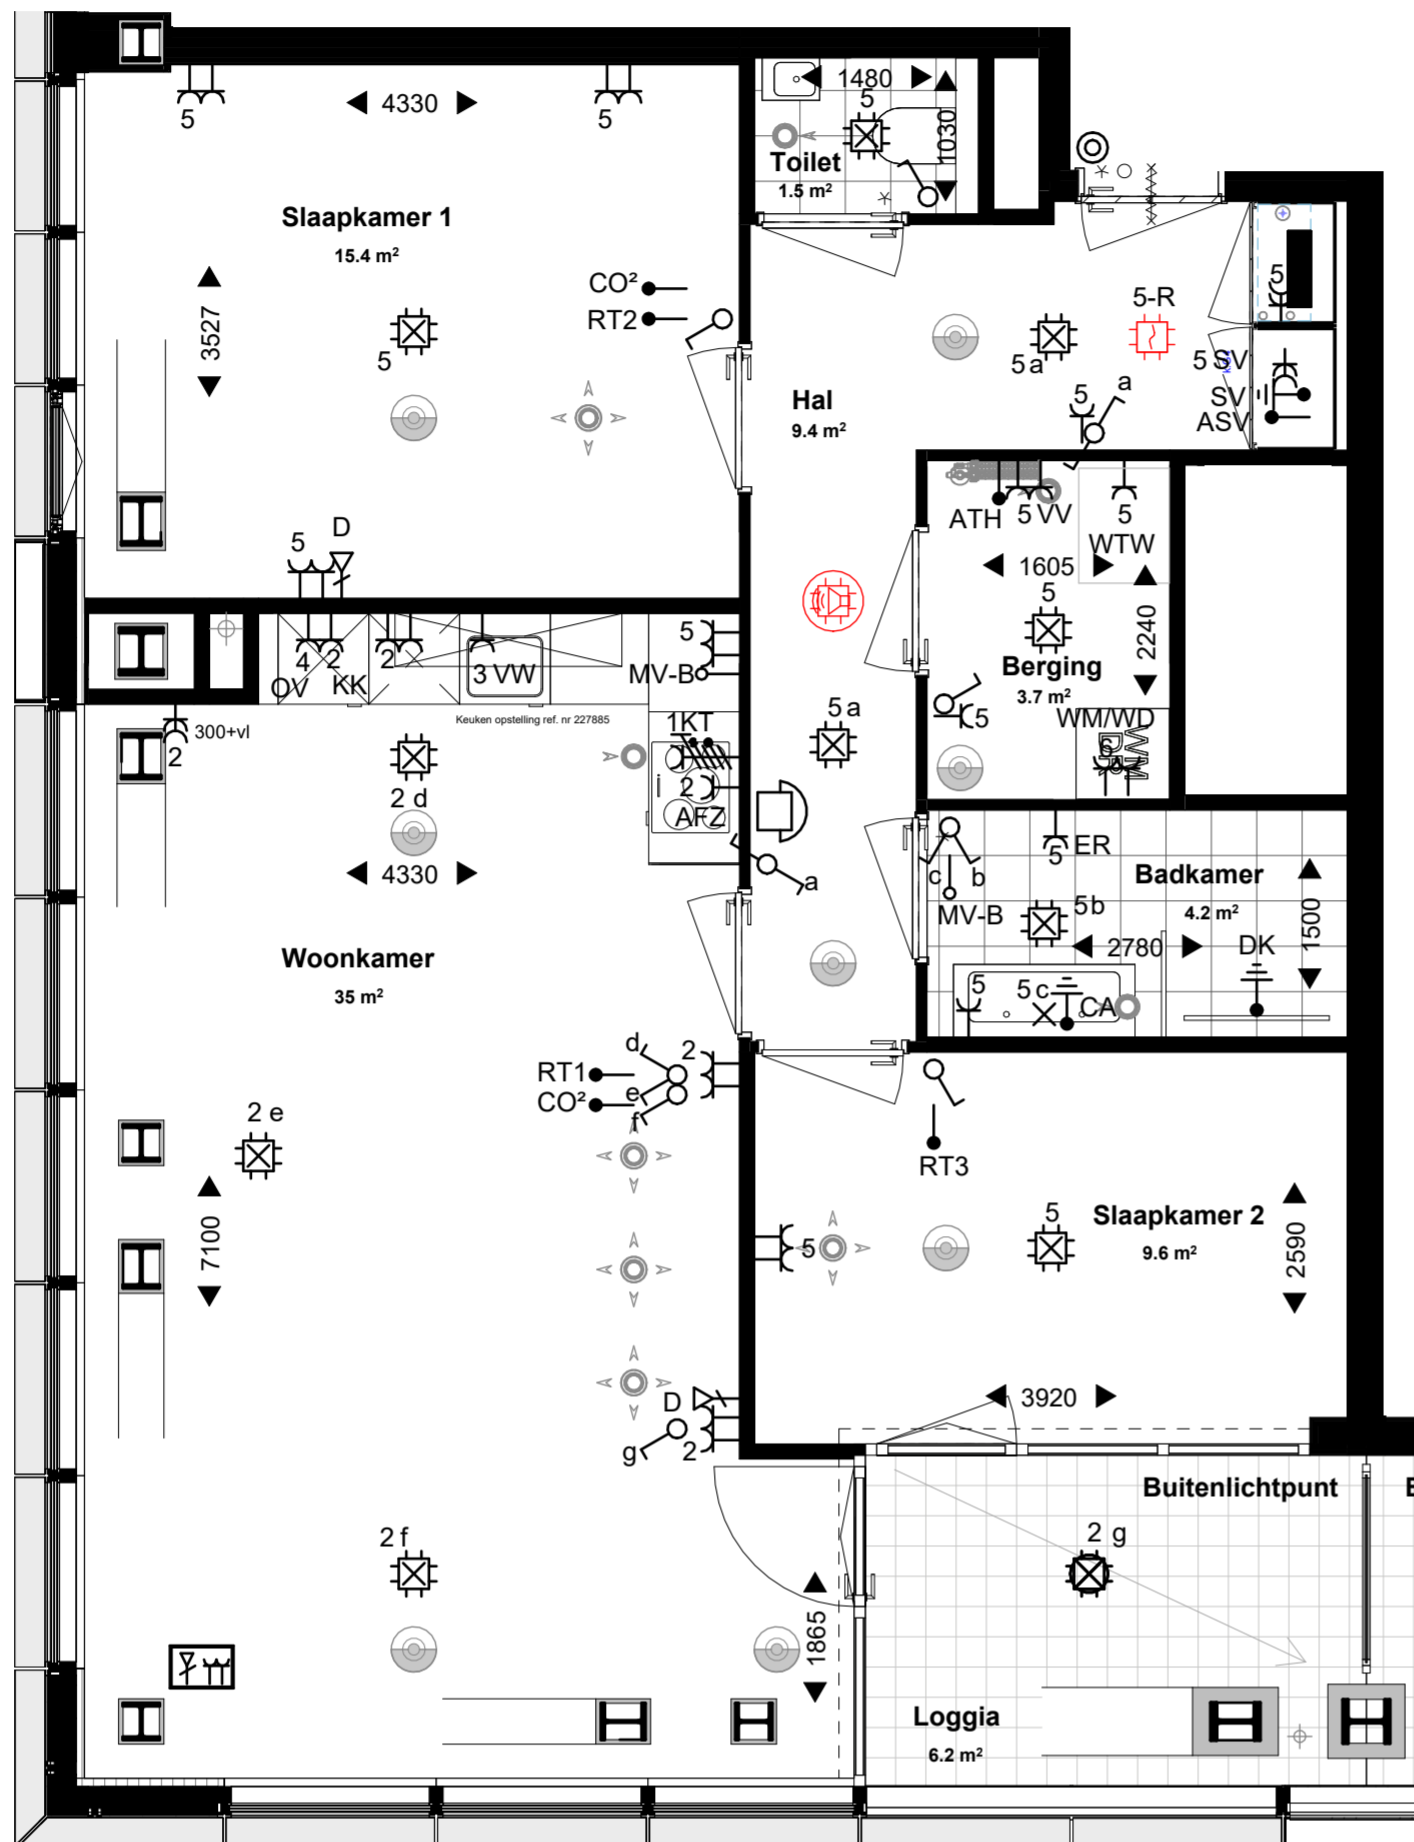 5
4330
5
1480
5
1030
Toilet
1.5 m²
Slaapkamer 1
15.4 m²
3527
CO²
RT2
5
5-R
5a
5
5 SV
SV
ASV
a
5
Hal
9.4 m²
ATH
5 VV
5
WTW
1605
5
2240
Berging
3.7 m²
5
WM/WD
6
WM
5
D
4
2
2
OV
KK
3 VW
5
MV-B
Keuken opstelling ref. nr 227885
300+vl
2
2 d
1KT
2
AFZ
5a
a
4330
Woonkamer
35 m²
c
b
MV-B
5
ER
5b
Badkamer
4.2 m²
1500
2780
DK
5
5 c
CA
d
2
RT1
e
CO²
f
2 e
7100
RT3
5
5
Slaapkamer 2
9.6 m²
2590
3920
D
g
2
Buitenlichtpunt
2 g
2 f
1865
Loggia
6.2 m²